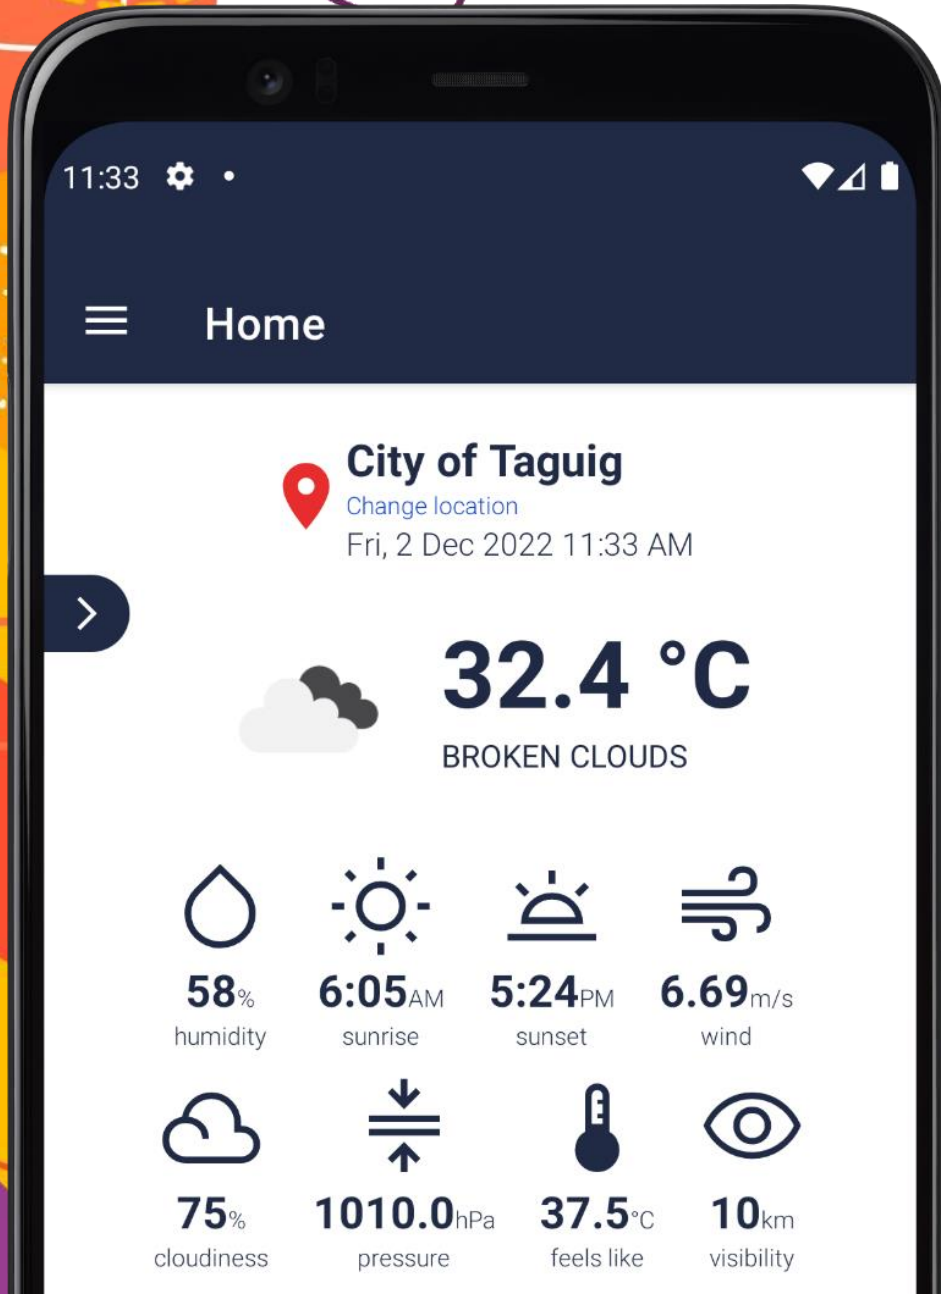 11:33
Home
City of Taguig
Change location
Fri, 2 Dec 2022 11:33 AM
32.4 °C
BROKEN CLOUDS
58% 6:05AM 5:24PM 6.69m/s
humidity sunrise sunset wind
75% 1010.0hPa 37.5°C 10km
cloudiness pressure feels like visibility